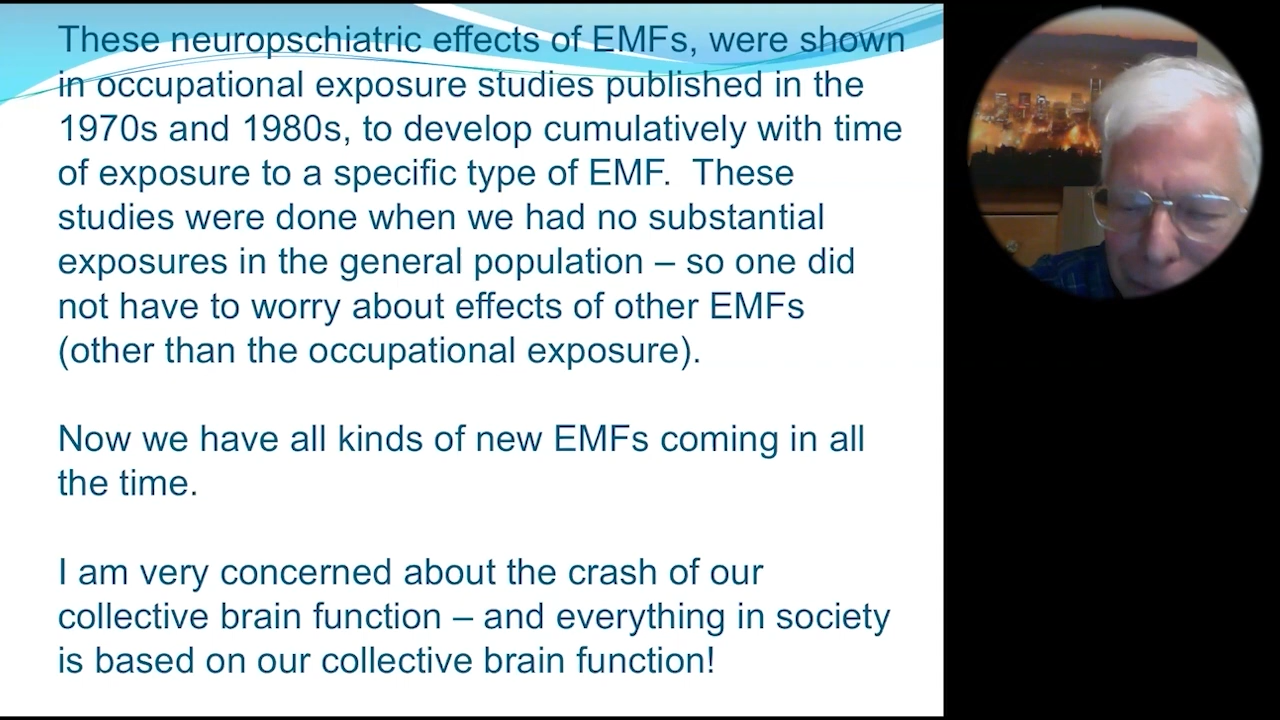 These neuropschiatric effects of EMFs, were shown
in occupational exposure studies published in the
1970s and 1980s, to develop cumulatively with time
of exposure to a specific type of EMF. These
studies were done when we had no substantial
exposures in the general population – so one did
not have to worry about effects of other EMFs
(other than the occupational exposure).
Now we have all kinds of new EMFs coming in all
the time.
I am very concerned about the crash of our
collective brain function – and everything in society
is based on our collective brain function!